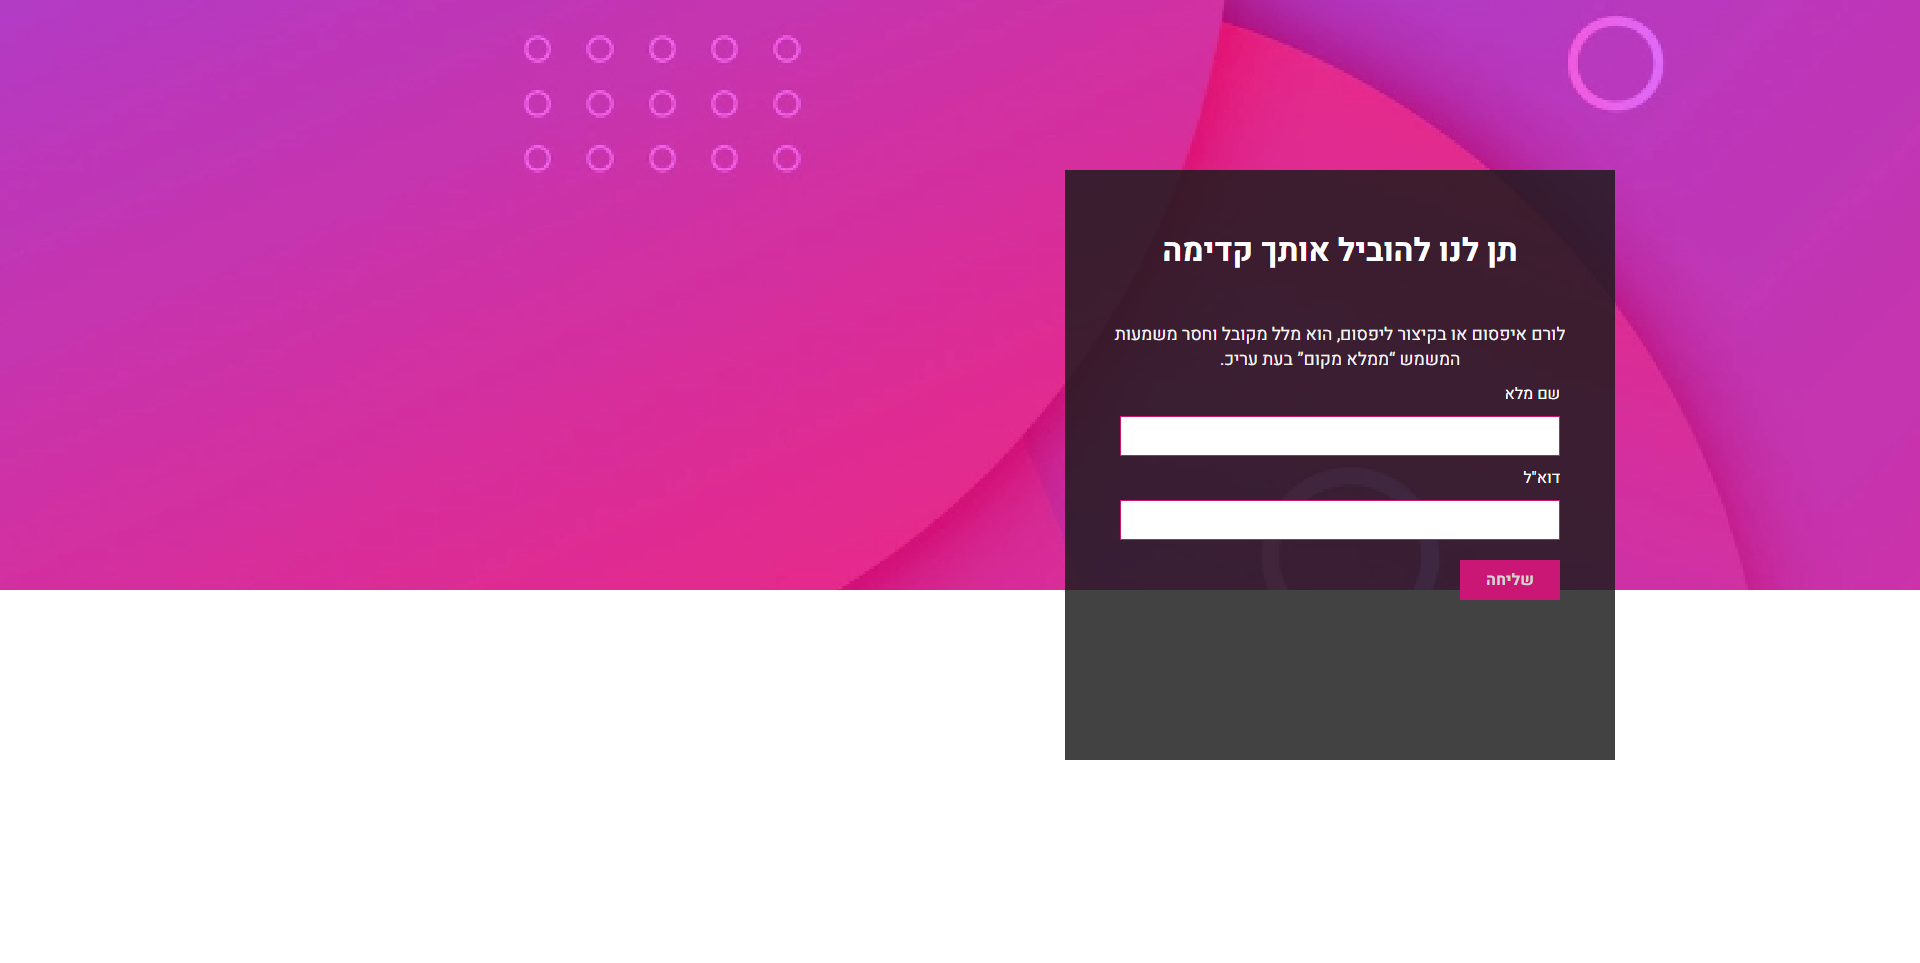 תן לנו להוביל אותך קדימה
לורם איפסום או בקיצור ליפסום, הוא מלל מקובל וחסר משמעות
המשמש “ממלא מקום” בעת עריכ.
שם מלא
דוא"ל
שליחה